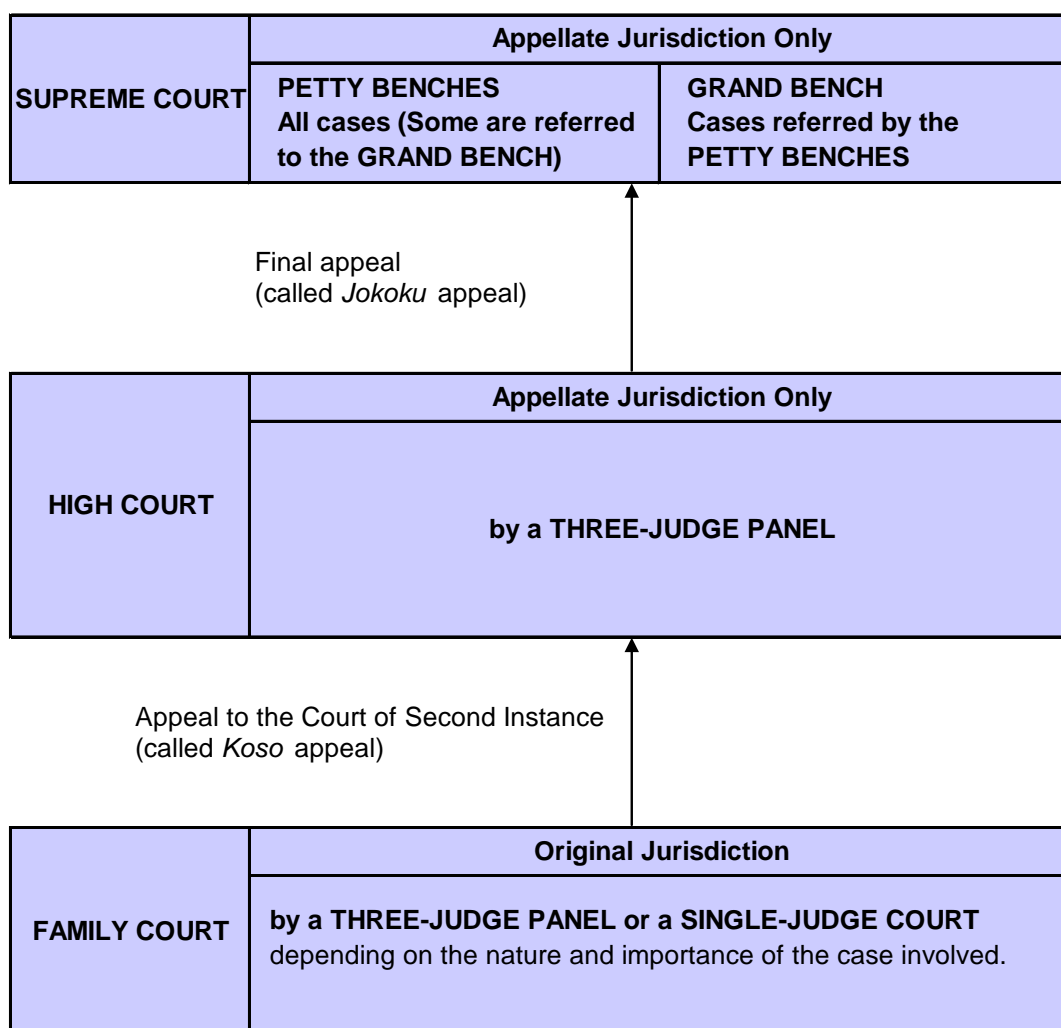 SUPREME COURT
Appellate Jurisdiction Only
PETTY BENCHES
All cases (Some are referred
to the GRAND BENCH)
GRAND BENCH
Cases referred by the
PETTY BENCHES
Final appeal
(called Jokoku appeal)
HIGH COURT
Appellate Jurisdiction Only
by a THREE-JUDGE PANEL
Appeal to the Court of Second Instance
(called Koso appeal)
FAMILY COURT
Original Jurisdiction
by a THREE-JUDGE PANEL or a SINGLE-JUDGE COURT
depending on the nature and importance of the case involved.